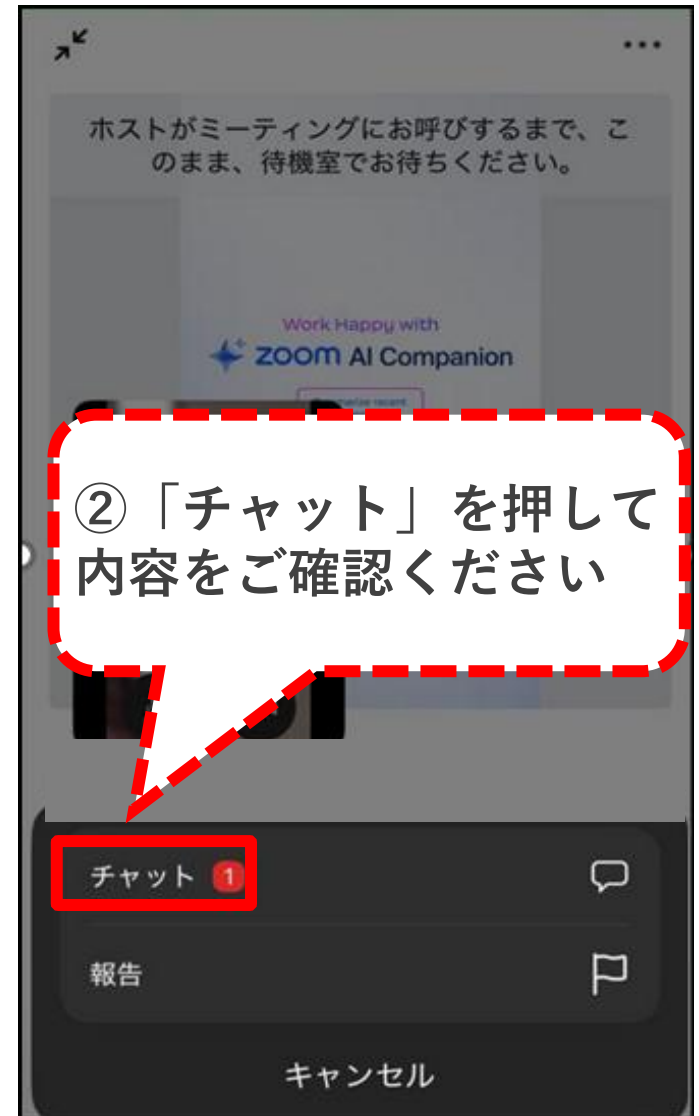 ホストがミーティングにお呼びするまで、こ
のまま、待機室でお待ちください。
Work Happy with
zoom AI Companion
recent
②「チャット」を押して
内容をご確認ください
チャット 1
報告
キャンセル